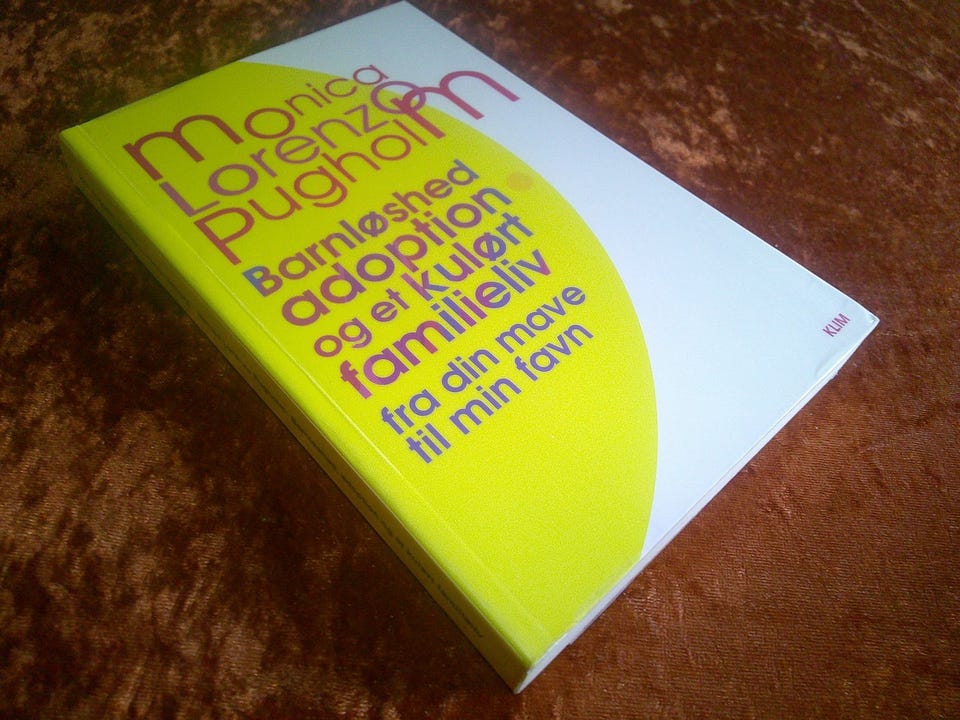 monica
Lorenzo
Pugholm
Barnløshed
adoption
og et kulørt
familieliv
fra din mave
til min favn
KLIM